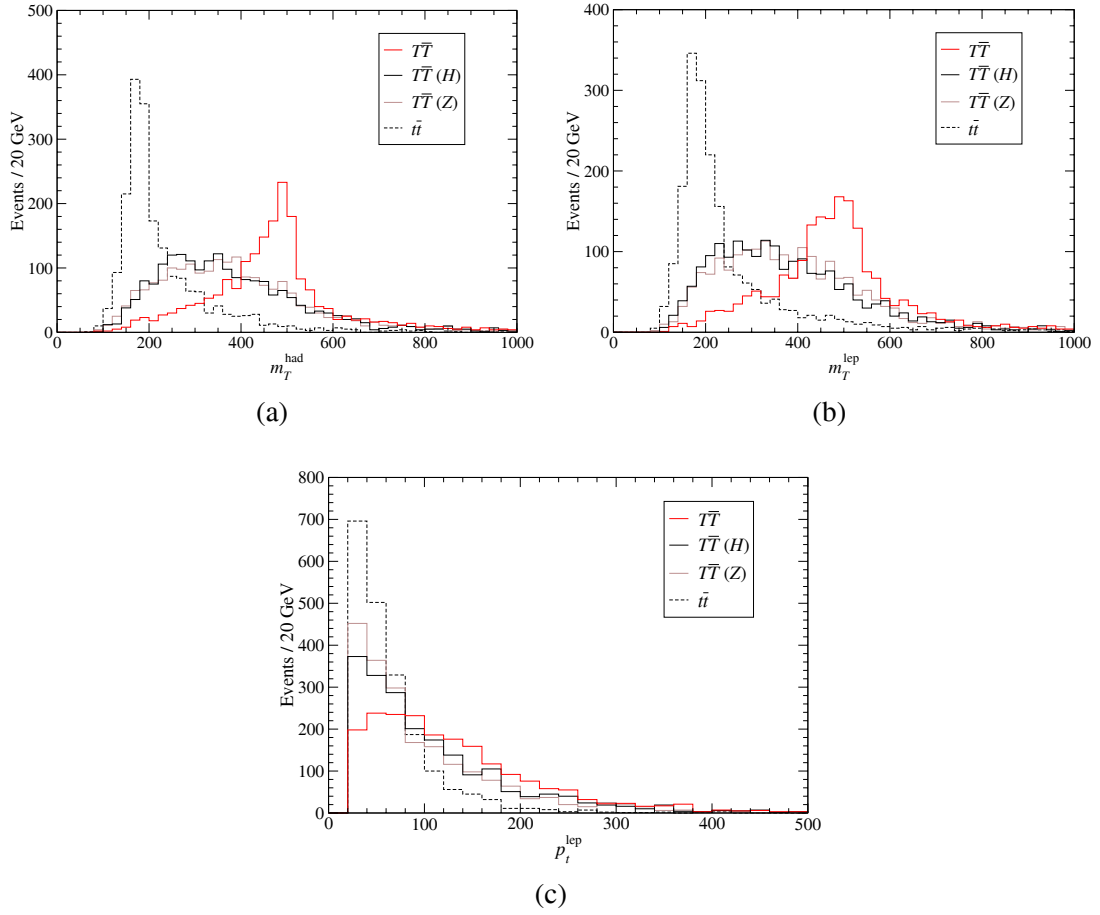 500
400
300
200
100
0
Events / 20 GeV
0 200 400 600 800 1000
m_T^had
TT̅
TT̅ (H)
TT̅ (Z)
tt̄
(a)
400
300
200
100
0
Events / 20 GeV
0 200 400 600 800 1000
m_T^lep
TT̅
TT̅ (H)
TT̅ (Z)
tt̄
(b)
800
700
600
500
400
300
200
100
0
Events / 20 GeV
0 100 200 300 400 500
p_t^lep
TT̅
TT̅ (H)
TT̅ (Z)
tt̄
(c)